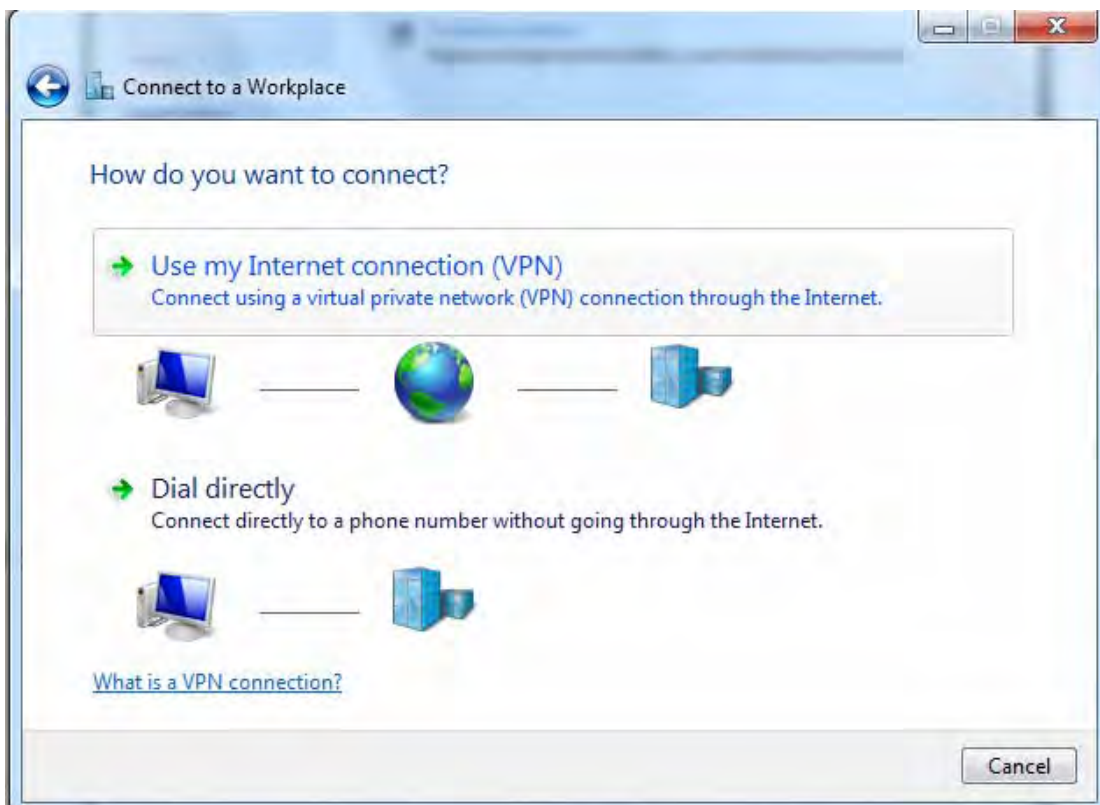 Connect to a Workplace
How do you want to connect?
Use my Internet connection (VPN)
Connect using a virtual private network (VPN) connection through the Internet.
Dial directly
Connect directly to a phone number without going through the Internet.
What is a VPN connection?
Cancel